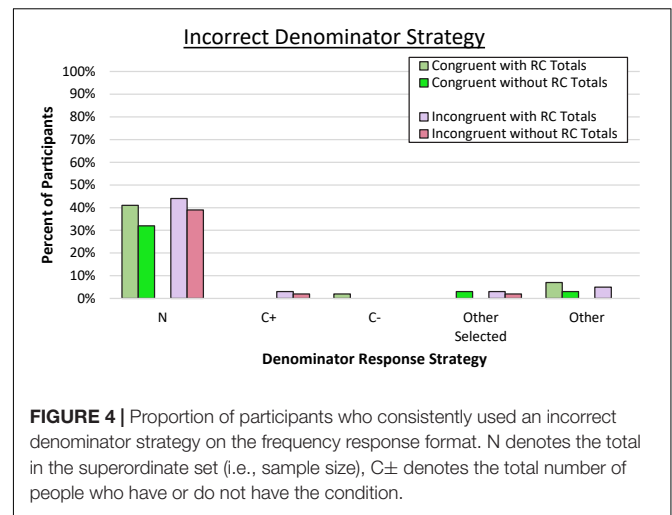 Incorrect Denominator Strategy
Congruent with RC Totals
Congruent without RC Totals
Incongruent with RC Totals
Incongruent without RC Totals
Percent of Participants
100%
90%
80%
70%
60%
50%
40%
30%
20%
10%
0%
N C+ C- Other Selected Other
Denominator Response Strategy
FIGURE 4 | Proportion of participants who consistently used an incorrect
denominator strategy on the frequency response format. N denotes the total
in the superordinate set (i.e., sample size), C± denotes the total number of
people who have or do not have the condition.